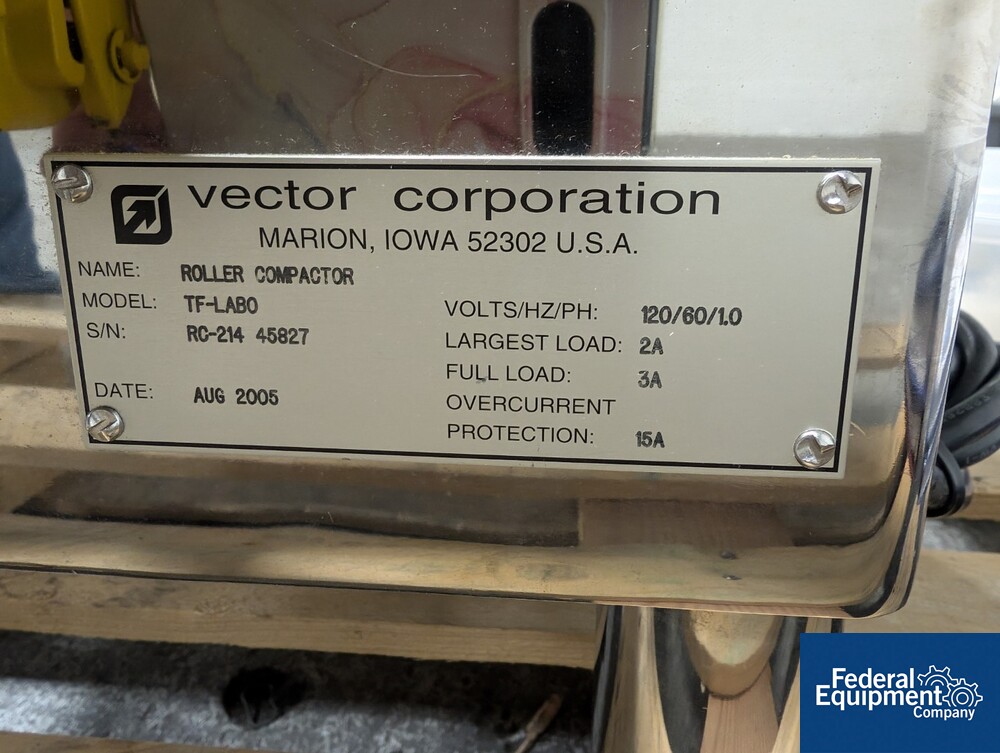 vector corporation
MARION, IOWA 52302 U.S.A.
NAME: ROLLER COMPACTOR
MODEL: TF-LABO
S/N: RC-214 45827
DATE: AUG 2005
VOLTS/HZ/PH: 120/60/1.0
LARGEST LOAD: 2A
FULL LOAD: 3A
OVERCURRENT
PROTECTION: 15A
Federal
Equipment
Company